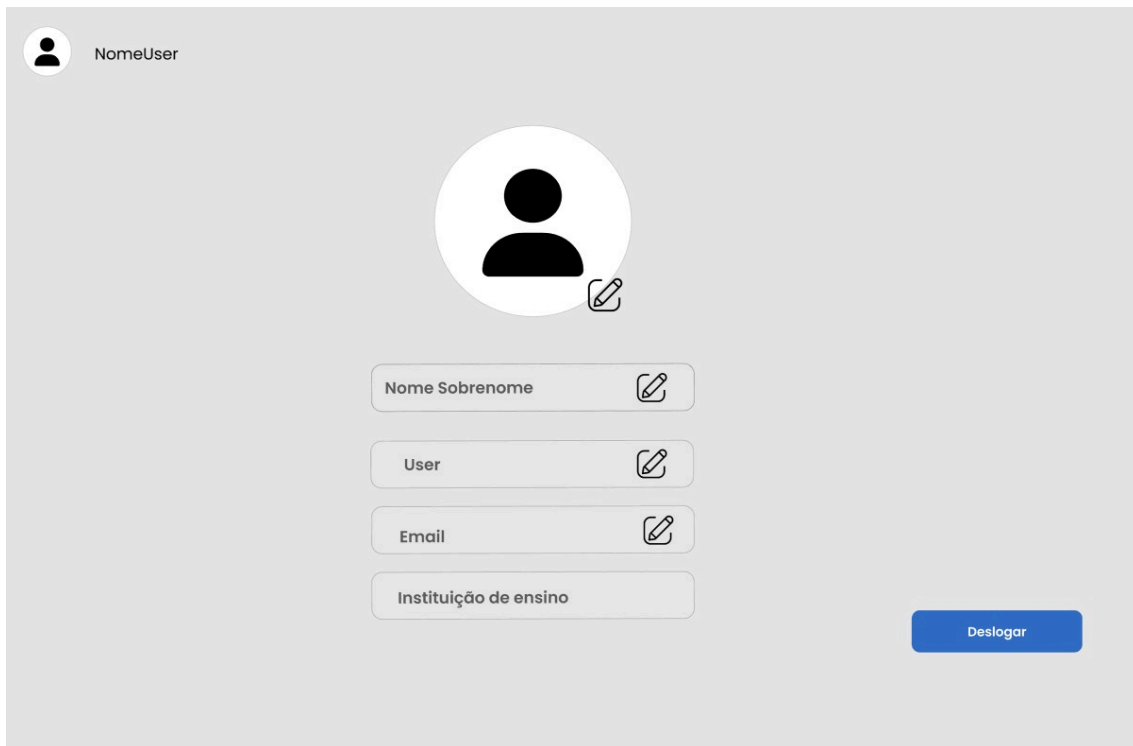 NomeUser
Nome Sobrenome
User
Email
Instituição de ensino
Deslogar